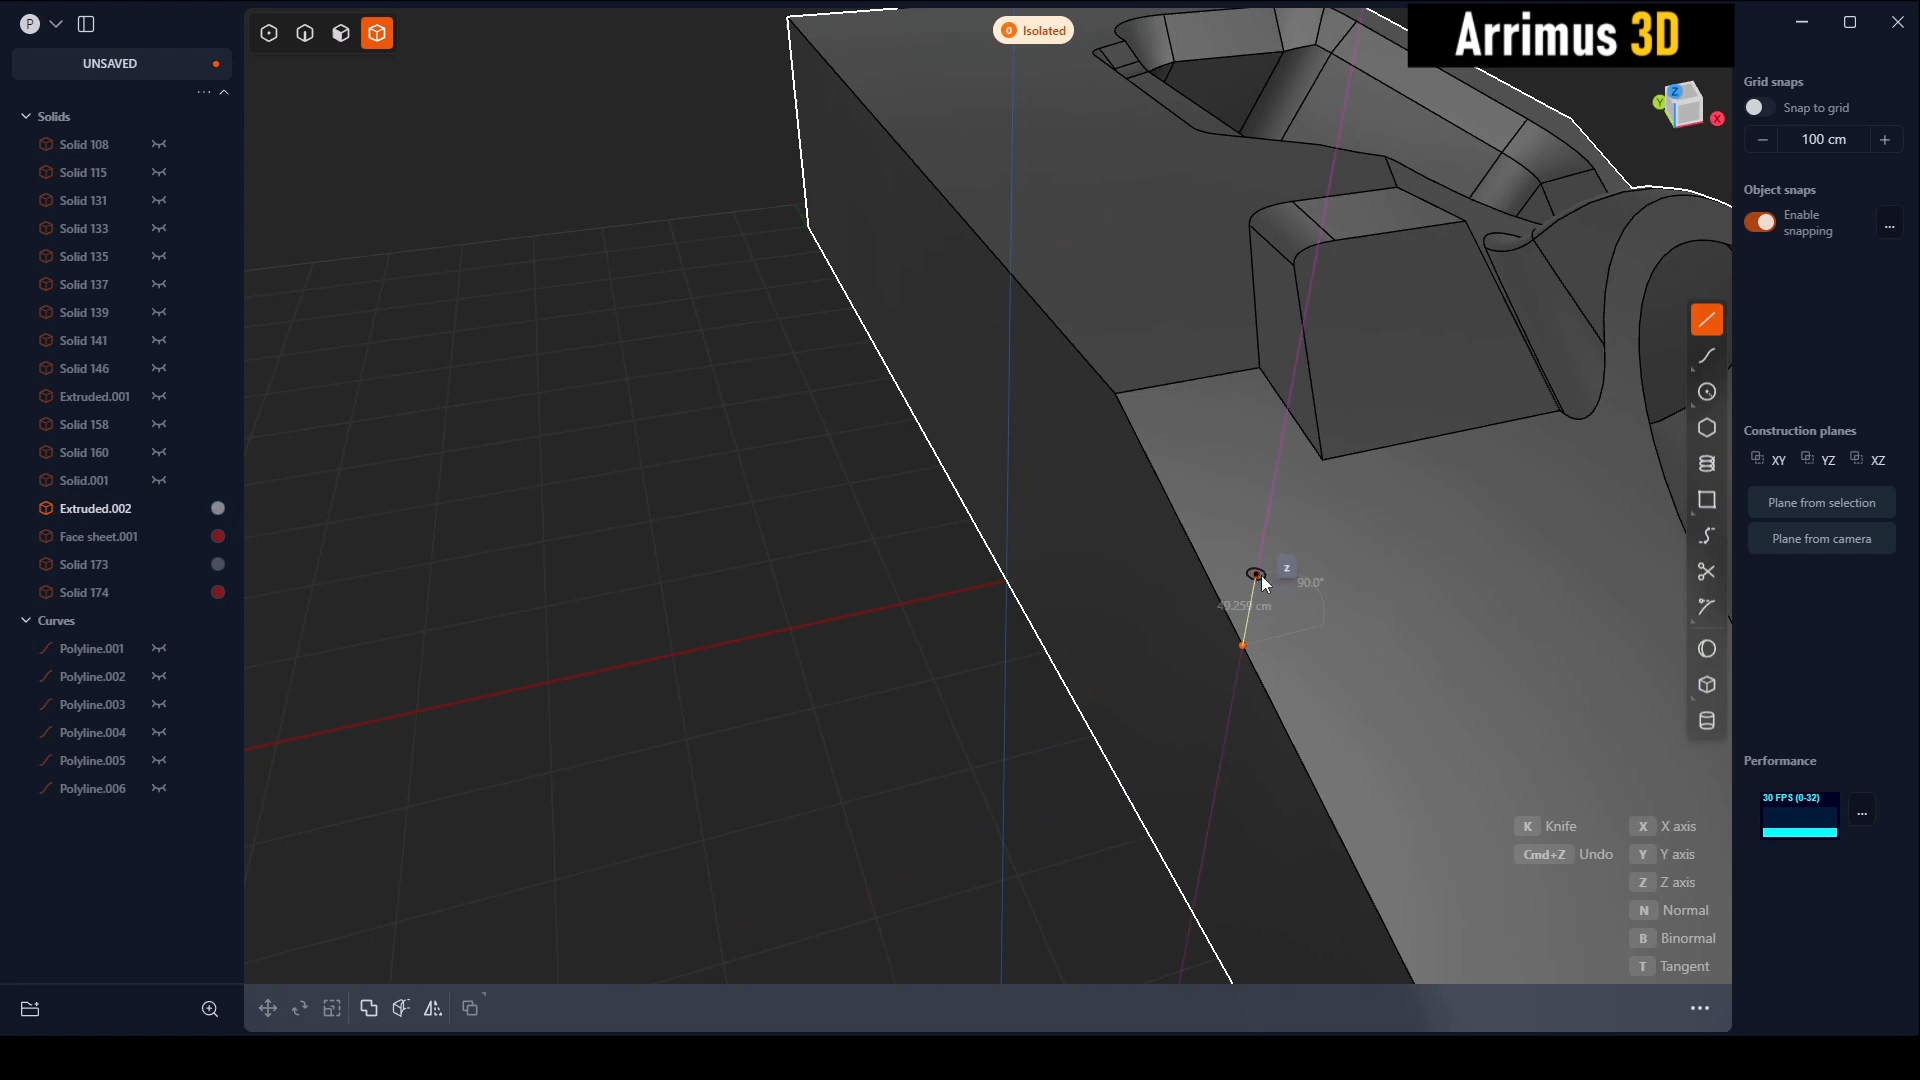 P
UNSAVED
Solids
Solid 108
Solid 115
Solid 131
Solid 133
Solid 135
Solid 137
Solid 139
Solid 141
Solid 146
Extruded.001
Solid 158
Solid 160
Solid.001
Extruded.002
Face sheet.001
Solid 173
Solid 174
Curves
Polyline.001
Polyline.002
Polyline.003
Polyline.004
Polyline.005
Polyline.006
0 Isolated
Arrimus 3D
Z
Y
X
z
90.0°
49.259 cm
K Knife
Cmd+Z Undo
X X axis
Y Y axis
Z Z axis
N Normal
B Binormal
T Tangent
Grid snaps
Snap to grid
100 cm
Object snaps
Enable
snapping
Construction planes
XY YZ XZ
Plane from selection
Plane from camera
Performance
30 FPS (0-32)